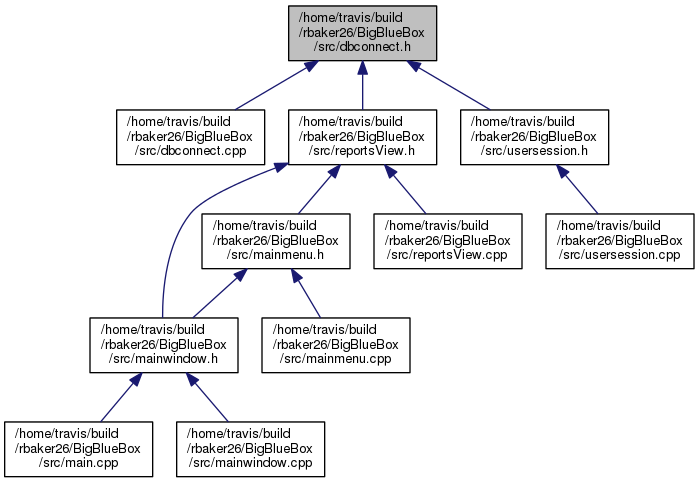 /home/travis/build
/rbaker26/BigBlueBox
/src/dbconnect.h
/home/travis/build
/rbaker26/BigBlueBox
/src/dbconnect.cpp
/home/travis/build
/rbaker26/BigBlueBox
/src/reportsView.h
/home/travis/build
/rbaker26/BigBlueBox
/src/usersession.h
/home/travis/build
/rbaker26/BigBlueBox
/src/mainmenu.h
/home/travis/build
/rbaker26/BigBlueBox
/src/reportsView.cpp
/home/travis/build
/rbaker26/BigBlueBox
/src/usersession.cpp
/home/travis/build
/rbaker26/BigBlueBox
/src/mainwindow.h
/home/travis/build
/rbaker26/BigBlueBox
/src/mainmenu.cpp
/home/travis/build
/rbaker26/BigBlueBox
/src/main.cpp
/home/travis/build
/rbaker26/BigBlueBox
/src/mainwindow.cpp